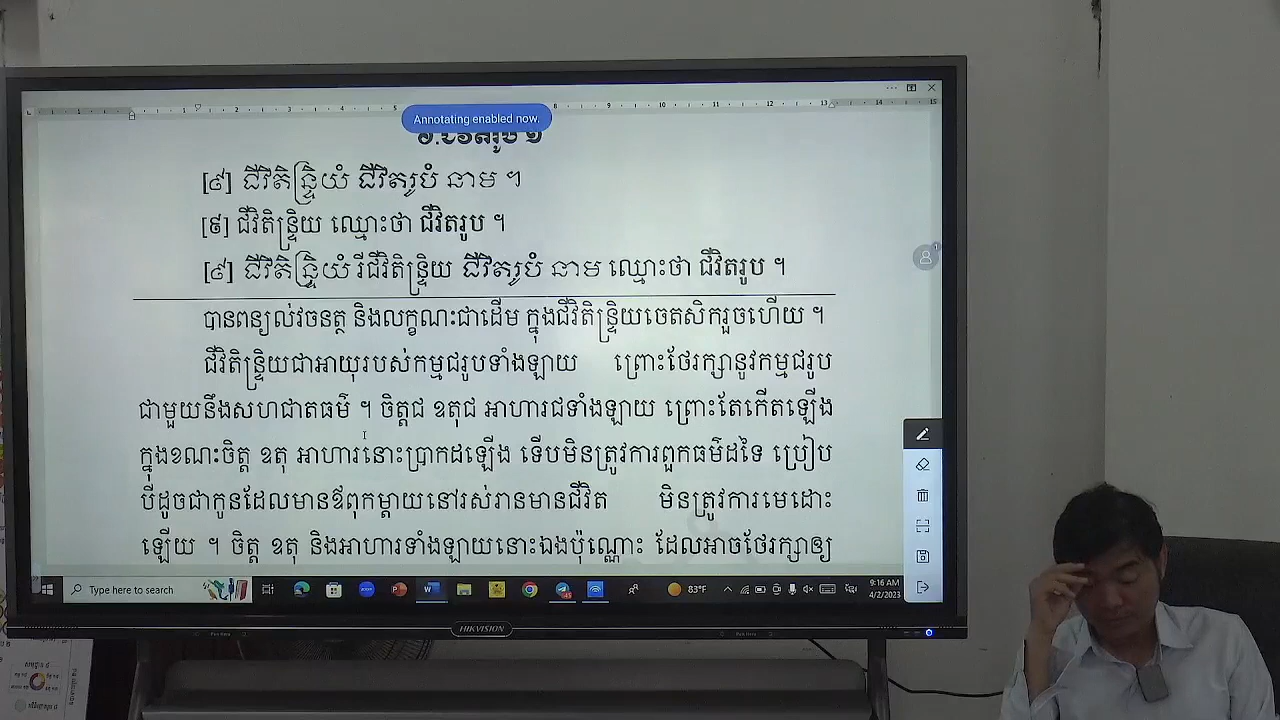 Annotating enabled now.
៦.ជីវិតរូប ១
[៩] ជីវិតិន្ទ្រិយំ ជីវិតរូបំ នាម ។
[៩] ជីវិតិន្ទ្រិយ ឈ្មោះថា ជីវិតរូប ។
[៩] ជីវិតិន្ទ្រិយំ រីជីវិតិន្ទ្រិយ ជីវិតរូបំ នាម ឈ្មោះថា ជីវិតរូប ។
បានពន្យល់វចនត្ថ និងលក្ខណះជាដើម ក្នុងជីវិតិន្ទ្រិយចេតសិករួចហើយ ។
ជីវិតិន្ទ្រិយជាអាយុរបស់កម្មជរូបទាំងឡាយ ព្រោះថែរក្សានូវកម្មជរូប
ជាមួយនឹងសហជាតធម៌ ។ ចិត្តជ ឧតុជ អាហារជទាំងឡាយ ព្រោះតែកើតឡើង
ក្នុងខណះចិត្ត ឧតុ អាហារនោះប្រាកដឡើង ទើបមិនត្រូវការពួកធម៌ដទៃ ប្រៀប
បីដូចជាកូនដែលមានឪពុកម្តាយនៅរស់រានមានជីវិត មិនត្រូវការមេដោះ
ឡើយ ។ ចិត្ត ឧតុ និងអាហារទាំងឡាយនោះឯងប៉ុណ្ណោះ ដែលអាចថែរក្សាឲ្យ
Type here to search
83°F
9:16 AM
4/2/2023
HIKVISION